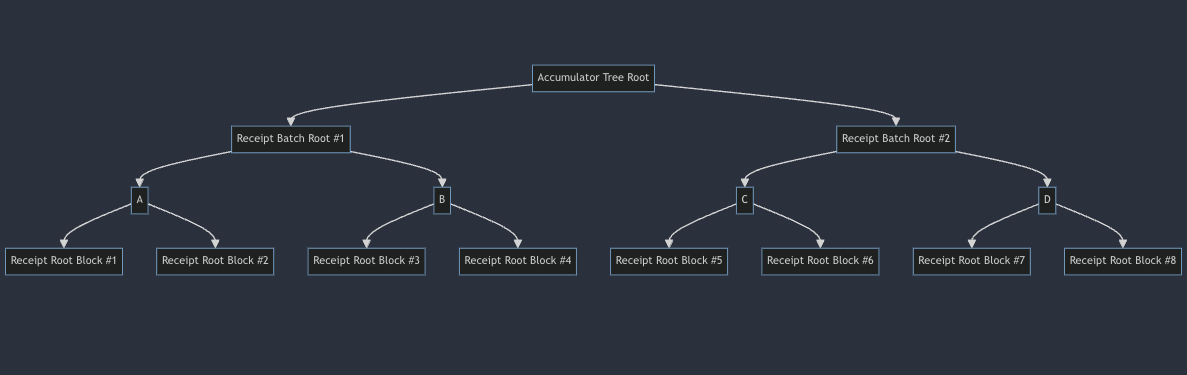 Accumulator Tree Root
Receipt Batch Root #1
Receipt Batch Root #2
A
B
C
D
Receipt Root Block #1
Receipt Root Block #2
Receipt Root Block #3
Receipt Root Block #4
Receipt Root Block #5
Receipt Root Block #6
Receipt Root Block #7
Receipt Root Block #8